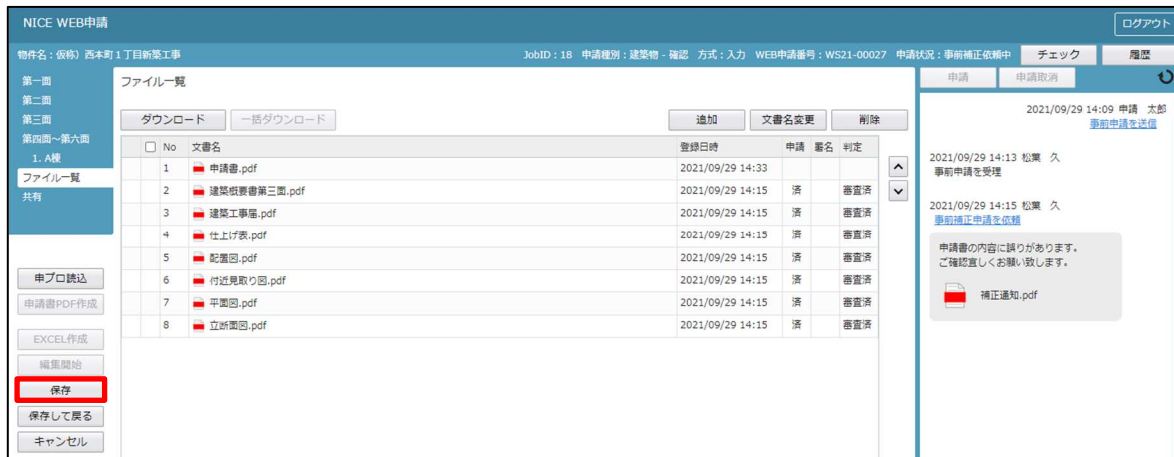 NICE WEB申請
ログアウト
物件名：仮称）西本町１丁目新築工事
JobID：18 申請種別：建築物 - 確認 方式：入力 WEB申請番号：WS21-00027 申請状況：事前補正依頼中
チェック
履歴
第一面
第二面
第三面
第四面～第六面
1. A棟
ファイル一覧
共有
申プロ読込
申請書PDF作成
EXCEL作成
編集開始
保存
保存して戻る
キャンセル
ファイル一覧
ダウンロード
一括ダウンロード
追加
文書名変更
削除
No 文書名 登録日時 申請 署名 判定
1 申請書.pdf 2021/09/29 14:33
2 建築概要書第三面.pdf 2021/09/29 14:15 済 審査済
3 建築工事届.pdf 2021/09/29 14:15 済 審査済
4 仕上げ表.pdf 2021/09/29 14:15 済 審査済
5 配置図.pdf 2021/09/29 14:15 済 審査済
6 付近見取り図.pdf 2021/09/29 14:15 済 審査済
7 平面図.pdf 2021/09/29 14:15 済 審査済
8 立断面図.pdf 2021/09/29 14:15 済 審査済
申請
申請取消
2021/09/29 14:09 申請 太郎
事前申請を送信
2021/09/29 14:13 松葉 久
事前申請を受理
2021/09/29 14:15 松葉 久
事前補正申請を依頼
申請書の内容に誤りがあります。
ご確認宜しくお願い致します。
補正通知.pdf